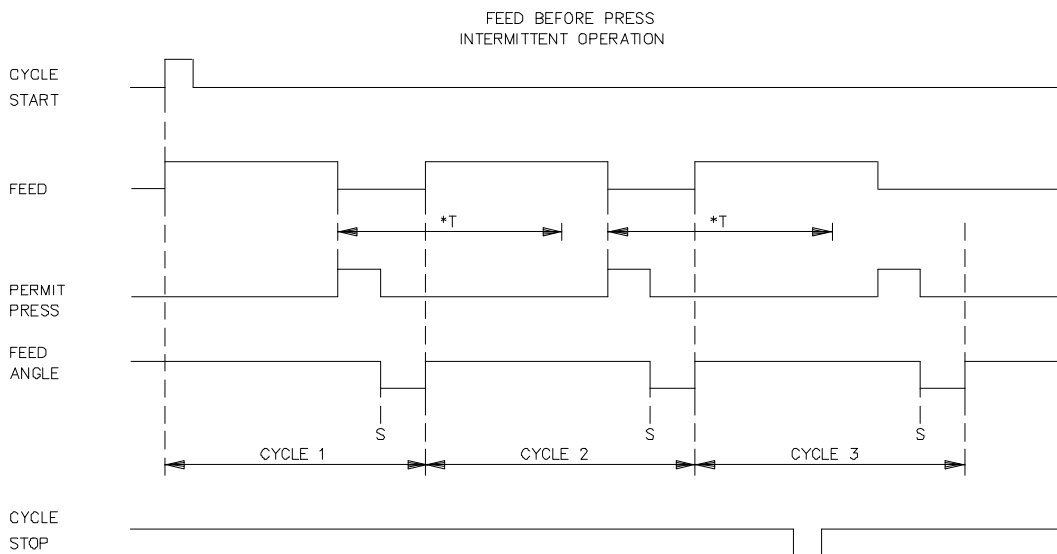 FEED BEFORE PRESS
INTERMITTENT OPERATION
CYCLE
START
FEED
*T
*T
PERMIT
PRESS
FEED
ANGLE
S
S
S
CYCLE 1
CYCLE 2
CYCLE 3
CYCLE
STOP